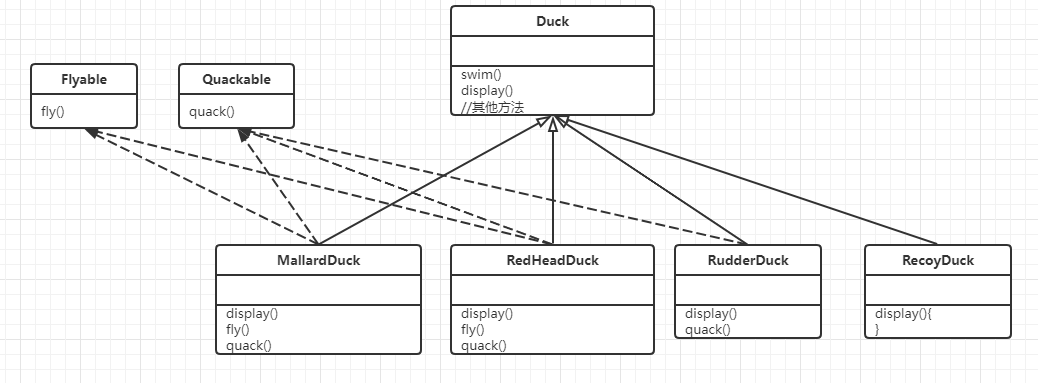 Duck
swim()
display()
//其他方法
Flyable
fly()
Quackable
quack()
MallardDuck
display()
fly()
quack()
RedHeadDuck
display()
fly()
quack()
RudderDuck
display()
quack()
RecoyDuck
display(){
}